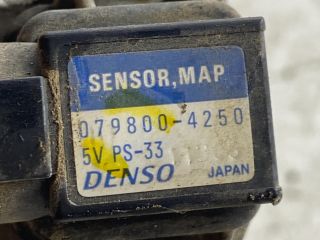 SENSOR,MAP
079800-4250
5V PS-33
DENSO JAPAN